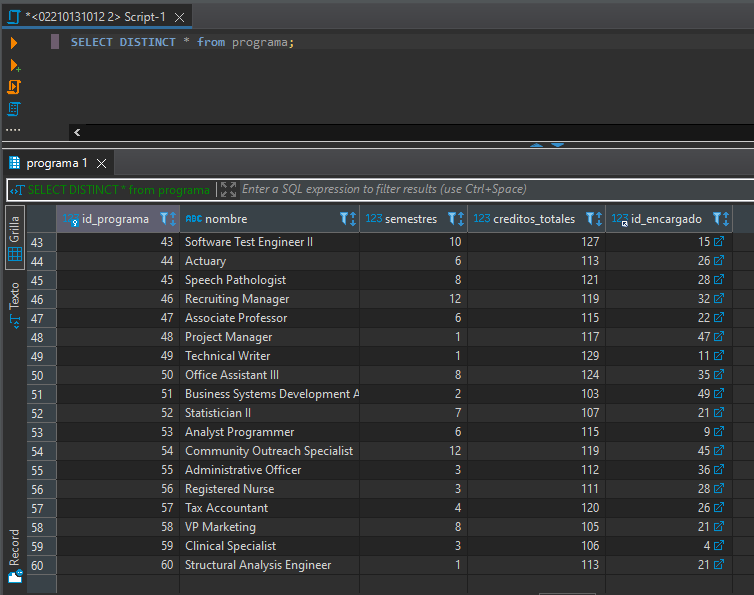 *<02210131012 2> Script-1
SELECT DISTINCT * from programa;
programa 1
SELECT DISTINCT * from programa Enter a SQL expression to filter results (use Ctrl+Space)
Grilla
Texto
Record
123 id_programa ABC nombre 123 semestres 123 creditos_totales 123 id_encargado
43 43 Software Test Engineer II 10 127 15
44 44 Actuary 6 113 26
45 45 Speech Pathologist 8 121 28
46 46 Recruiting Manager 12 119 32
47 47 Associate Professor 6 115 22
48 48 Project Manager 1 117 47
49 49 Technical Writer 1 129 11
50 50 Office Assistant III 8 124 35
51 51 Business Systems Development A 2 103 49
52 52 Statistician II 7 107 21
53 53 Analyst Programmer 6 115 9
54 54 Community Outreach Specialist 12 119 45
55 55 Administrative Officer 3 112 36
56 56 Registered Nurse 3 111 28
57 57 Tax Accountant 4 120 26
58 58 VP Marketing 8 105 21
59 59 Clinical Specialist 3 106 4
60 60 Structural Analysis Engineer 1 113 21